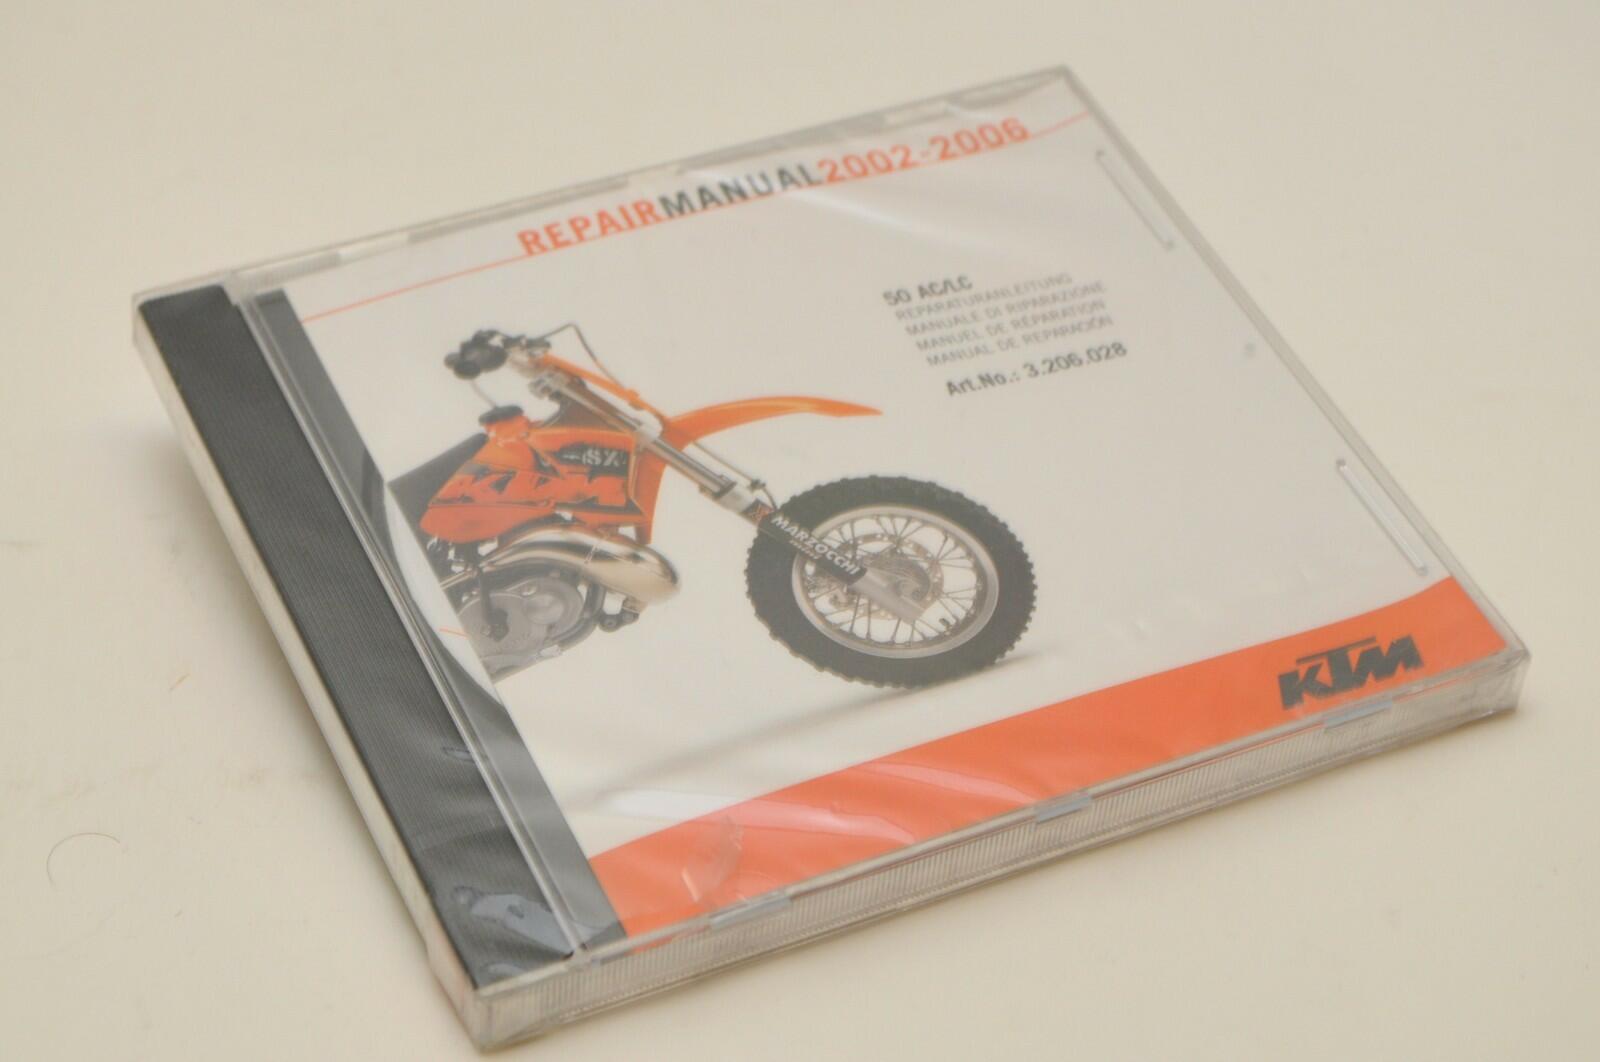 REPAIRMANUAL2002-2006
50 AC/LC
REPARATURANLEITUNG
MANUALE DI RIPARAZIONE
MANUEL DE RÉPARATION
MANUAL DE REPARACIÓN
Art.No.: 3.206.028
SX
KTM
MARZOCCHI
KTM